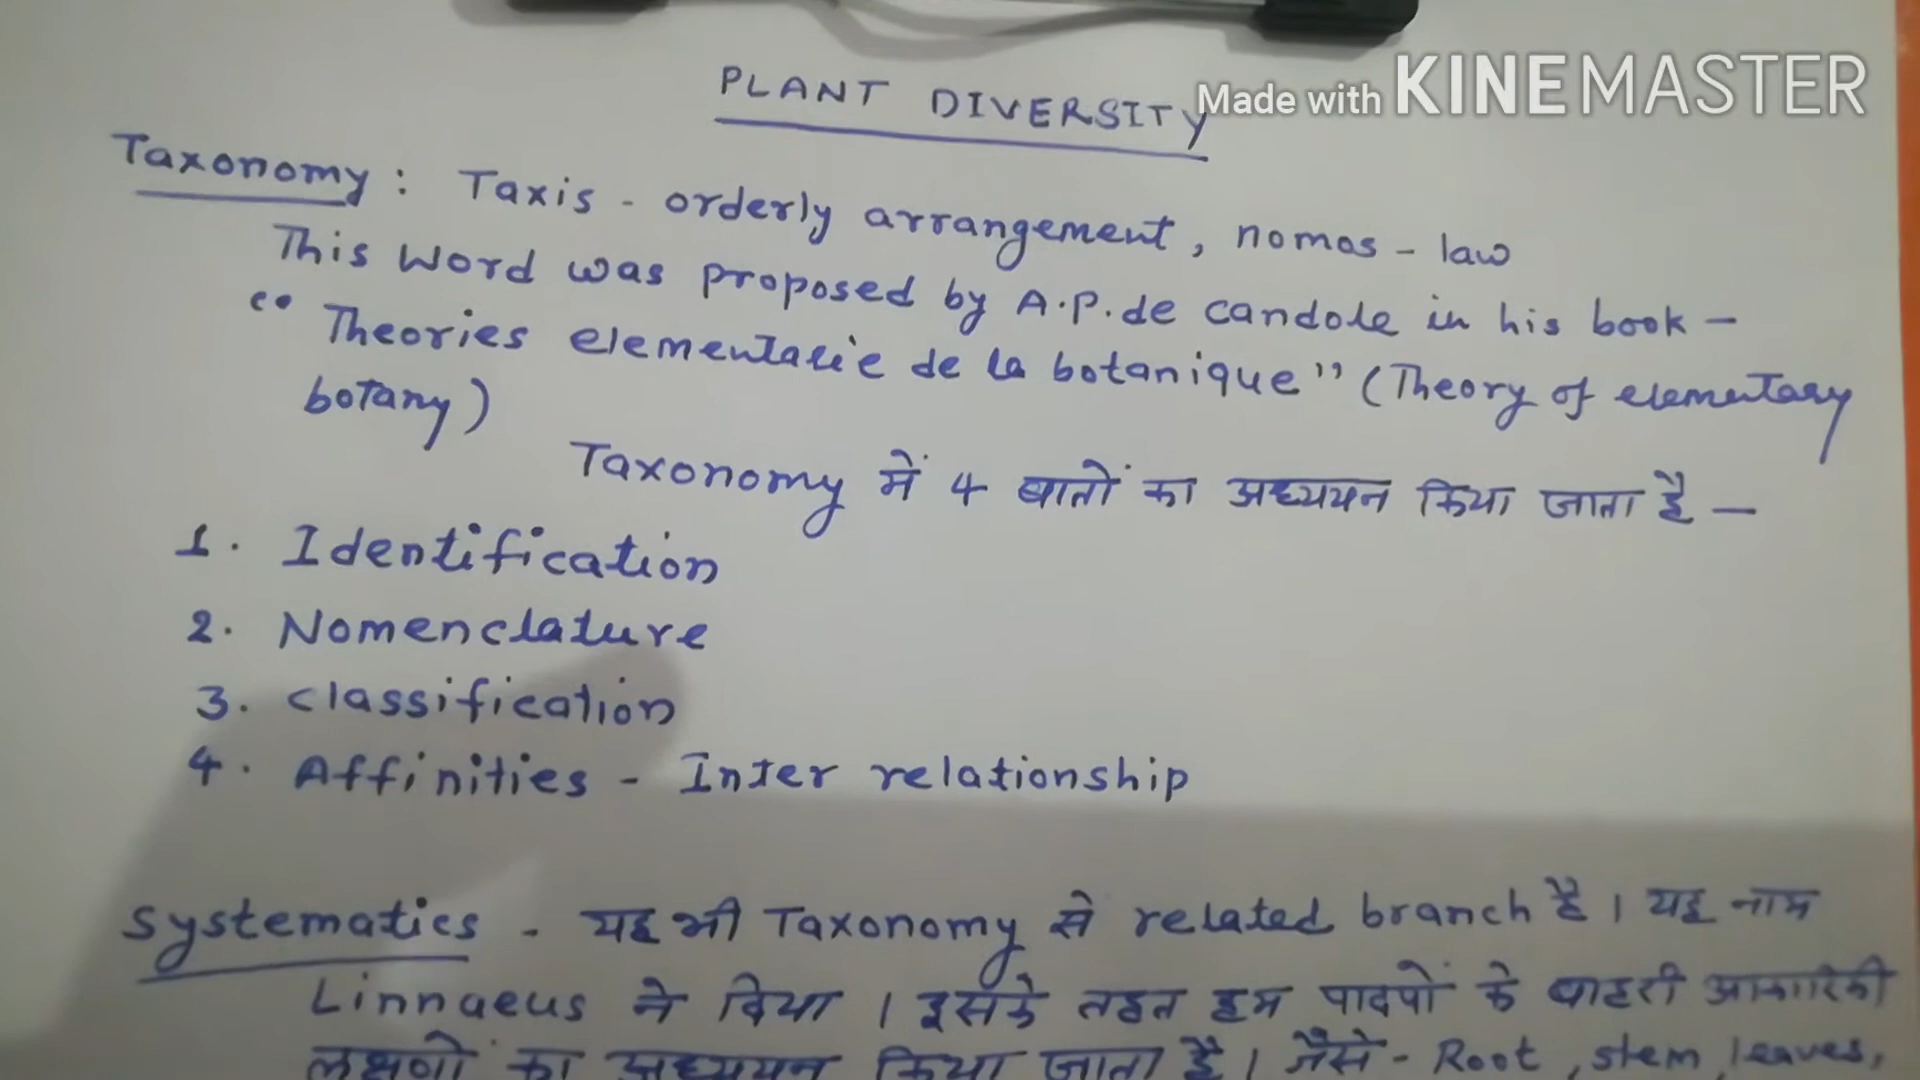 PLANT DIVERSITY
Made with KINEMASTER
Taxonomy : Taxis - orderly arrangement, nomos - law
This Word was proposed by A.P. de candole in his book -
“ Theories elementarie de la botanique” (Theory of elementary
botany)
Taxonomy में 4 बातों का अध्ययन किया जाता है -
1. Identification
2. Nomenclature
3. Classification
4. Affinities - Inter relationship
Systematics - यह भी Taxonomy से related branch है । यह नाम
Linnaeus ने दिया । इसके तहत हम पादपों के बाहरी आकारिकी
लक्षणों का अध्ययन किया जाता है । जैसे - Root, stem, leaves,